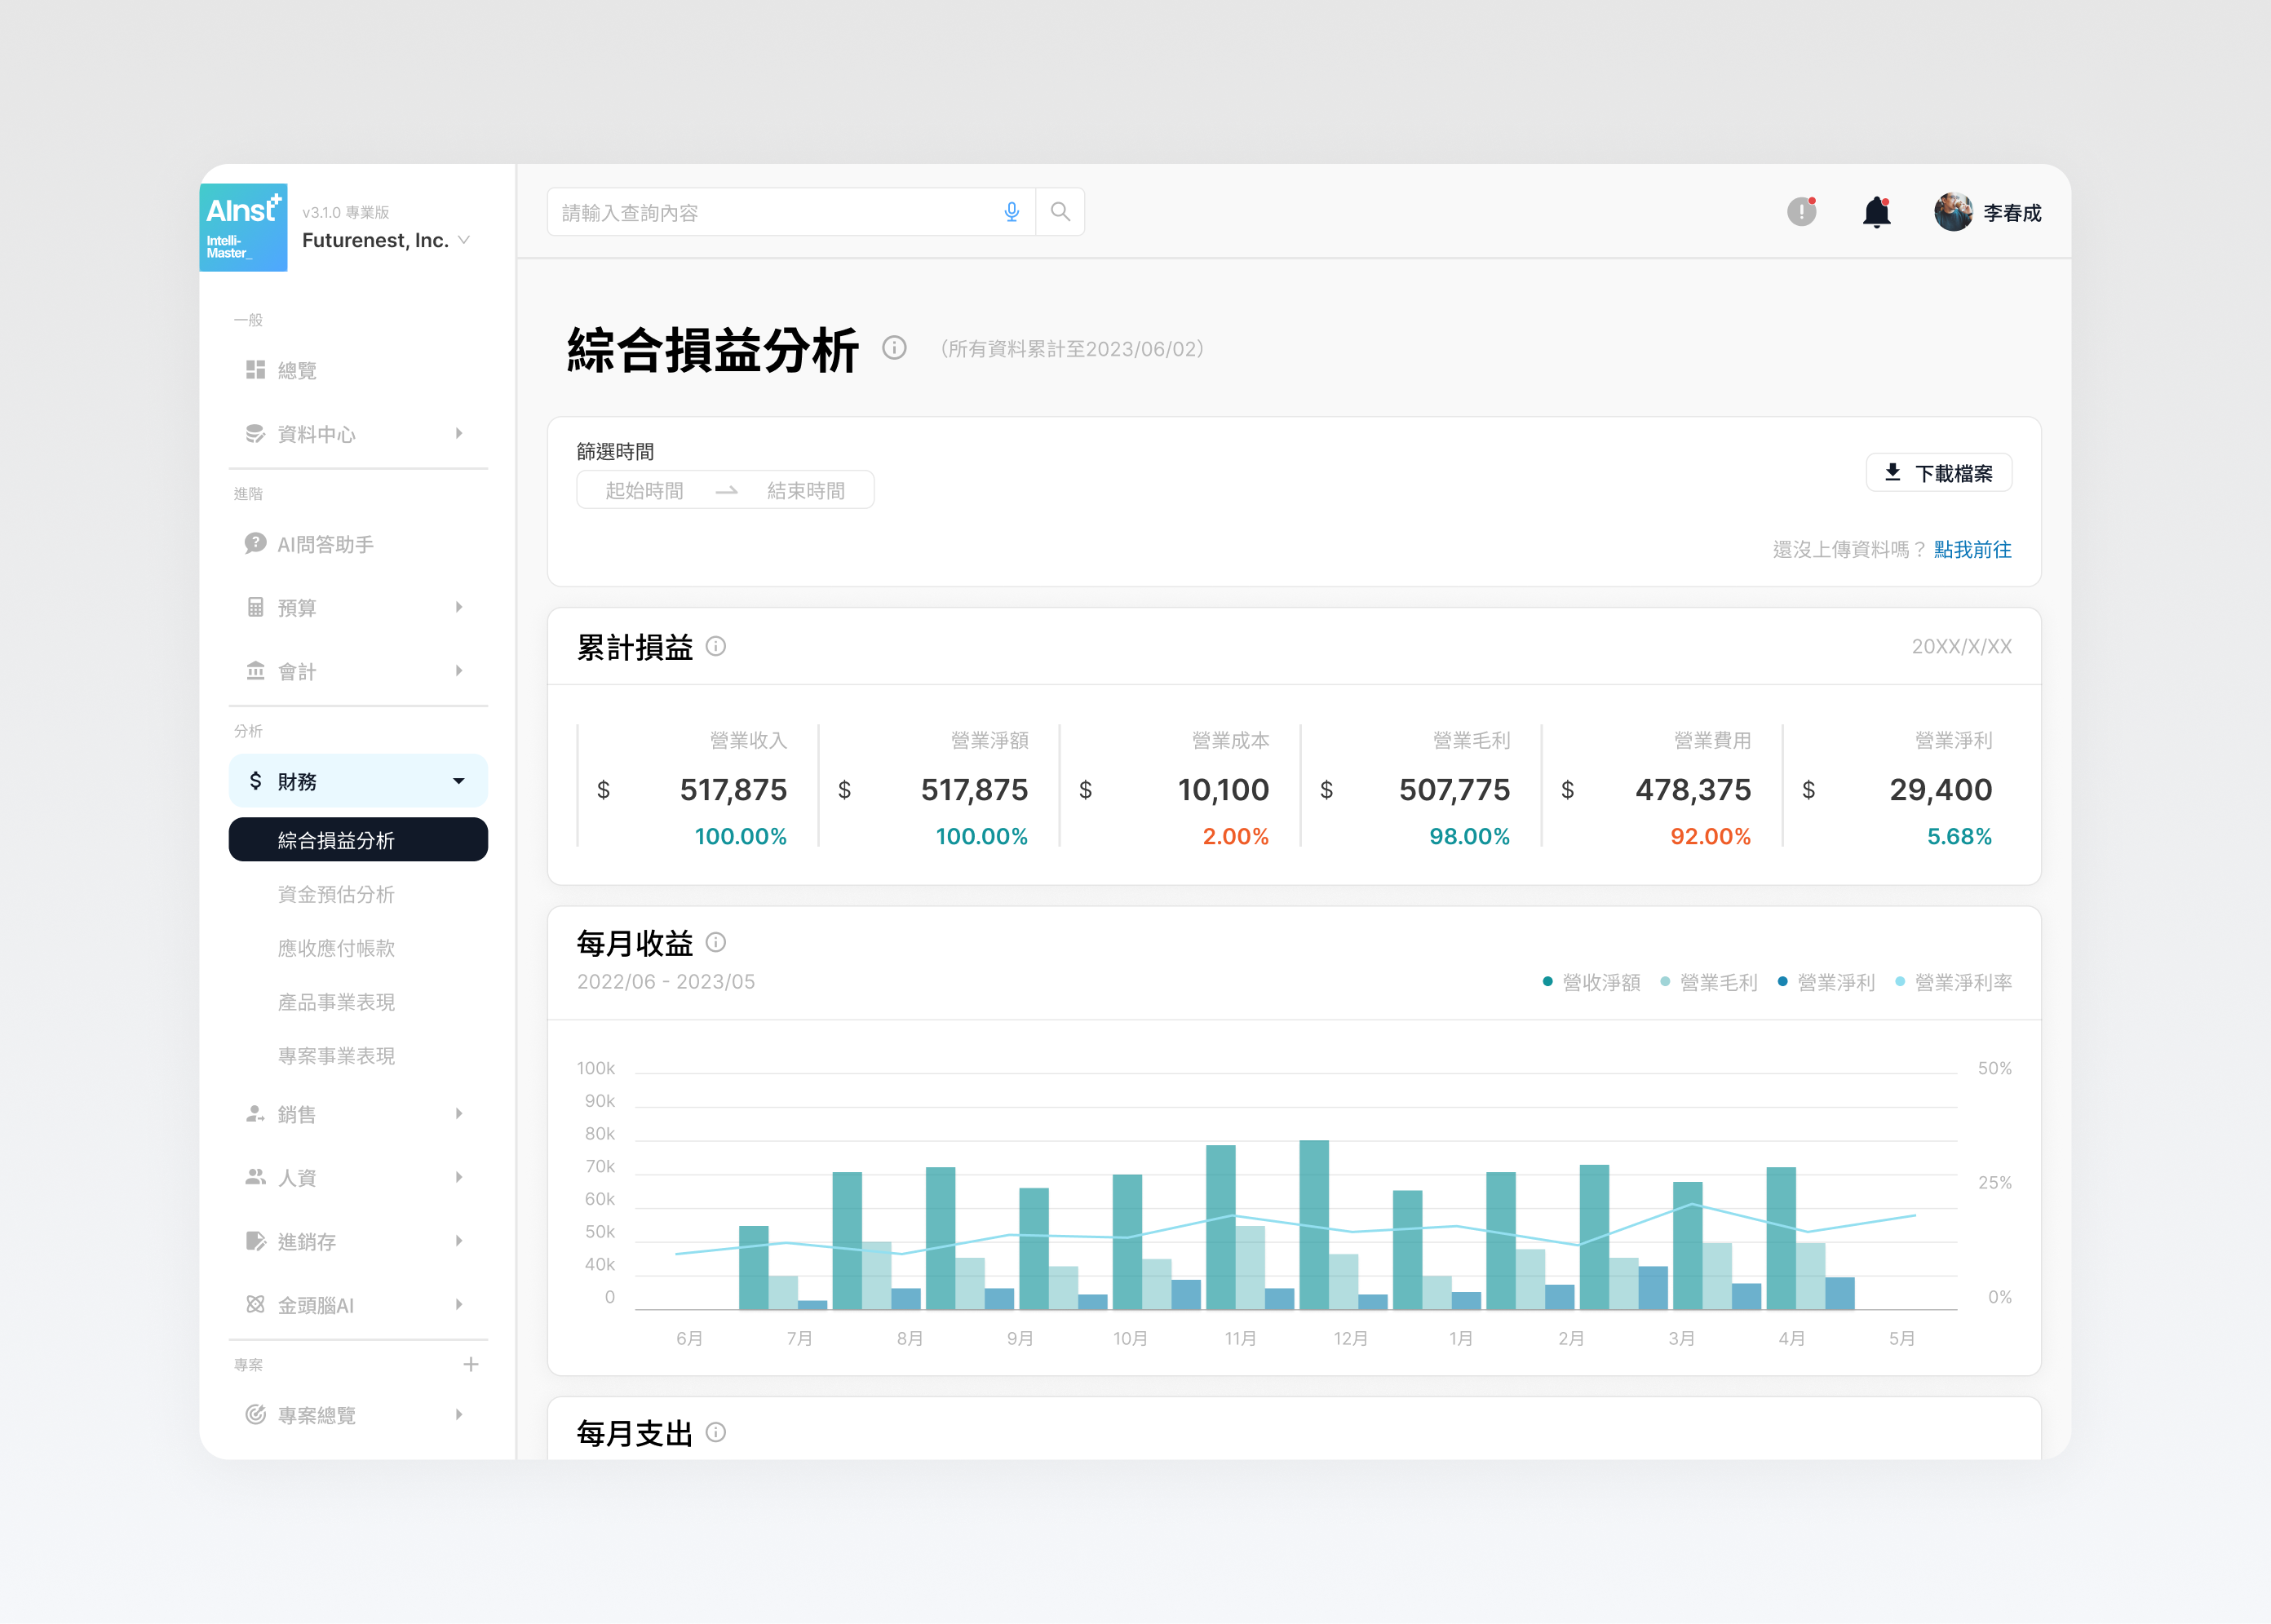 AInst+
Intelli-
Master_
v3.1.0 專業版
Futurenest, Inc.
一般
總覽
資料中心
進階
AI問答助手
預算
會計
分析
財務
綜合損益分析
資金預估分析
應收應付帳款
產品事業表現
專案事業表現
銷售
人資
進銷存
金頭腦AI
專案
專案總覽
請輸入查詢內容
李春成
綜合損益分析
（所有資料累計至2023/06/02）
篩選時間
起始時間 結束時間
下載檔案
還沒上傳資料嗎？ 點我前往
累計損益
20XX/X/XX
營業收入 營業淨額 營業成本 營業毛利 營業費用 營業淨利
$ 517,875 $ 517,875 $ 10,100 $ 507,775 $ 478,375 $ 29,400
100.00% 100.00% 2.00% 98.00% 92.00% 5.68%
每月收益
2022/06 - 2023/05
營收淨額 營業毛利 營業淨利 營業淨利率
100k 50%
90k
80k
70k
25%
60k
50k
40k
0 0%
6月 7月 8月 9月 10月 11月 12月 1月 2月 3月 4月 5月
每月支出